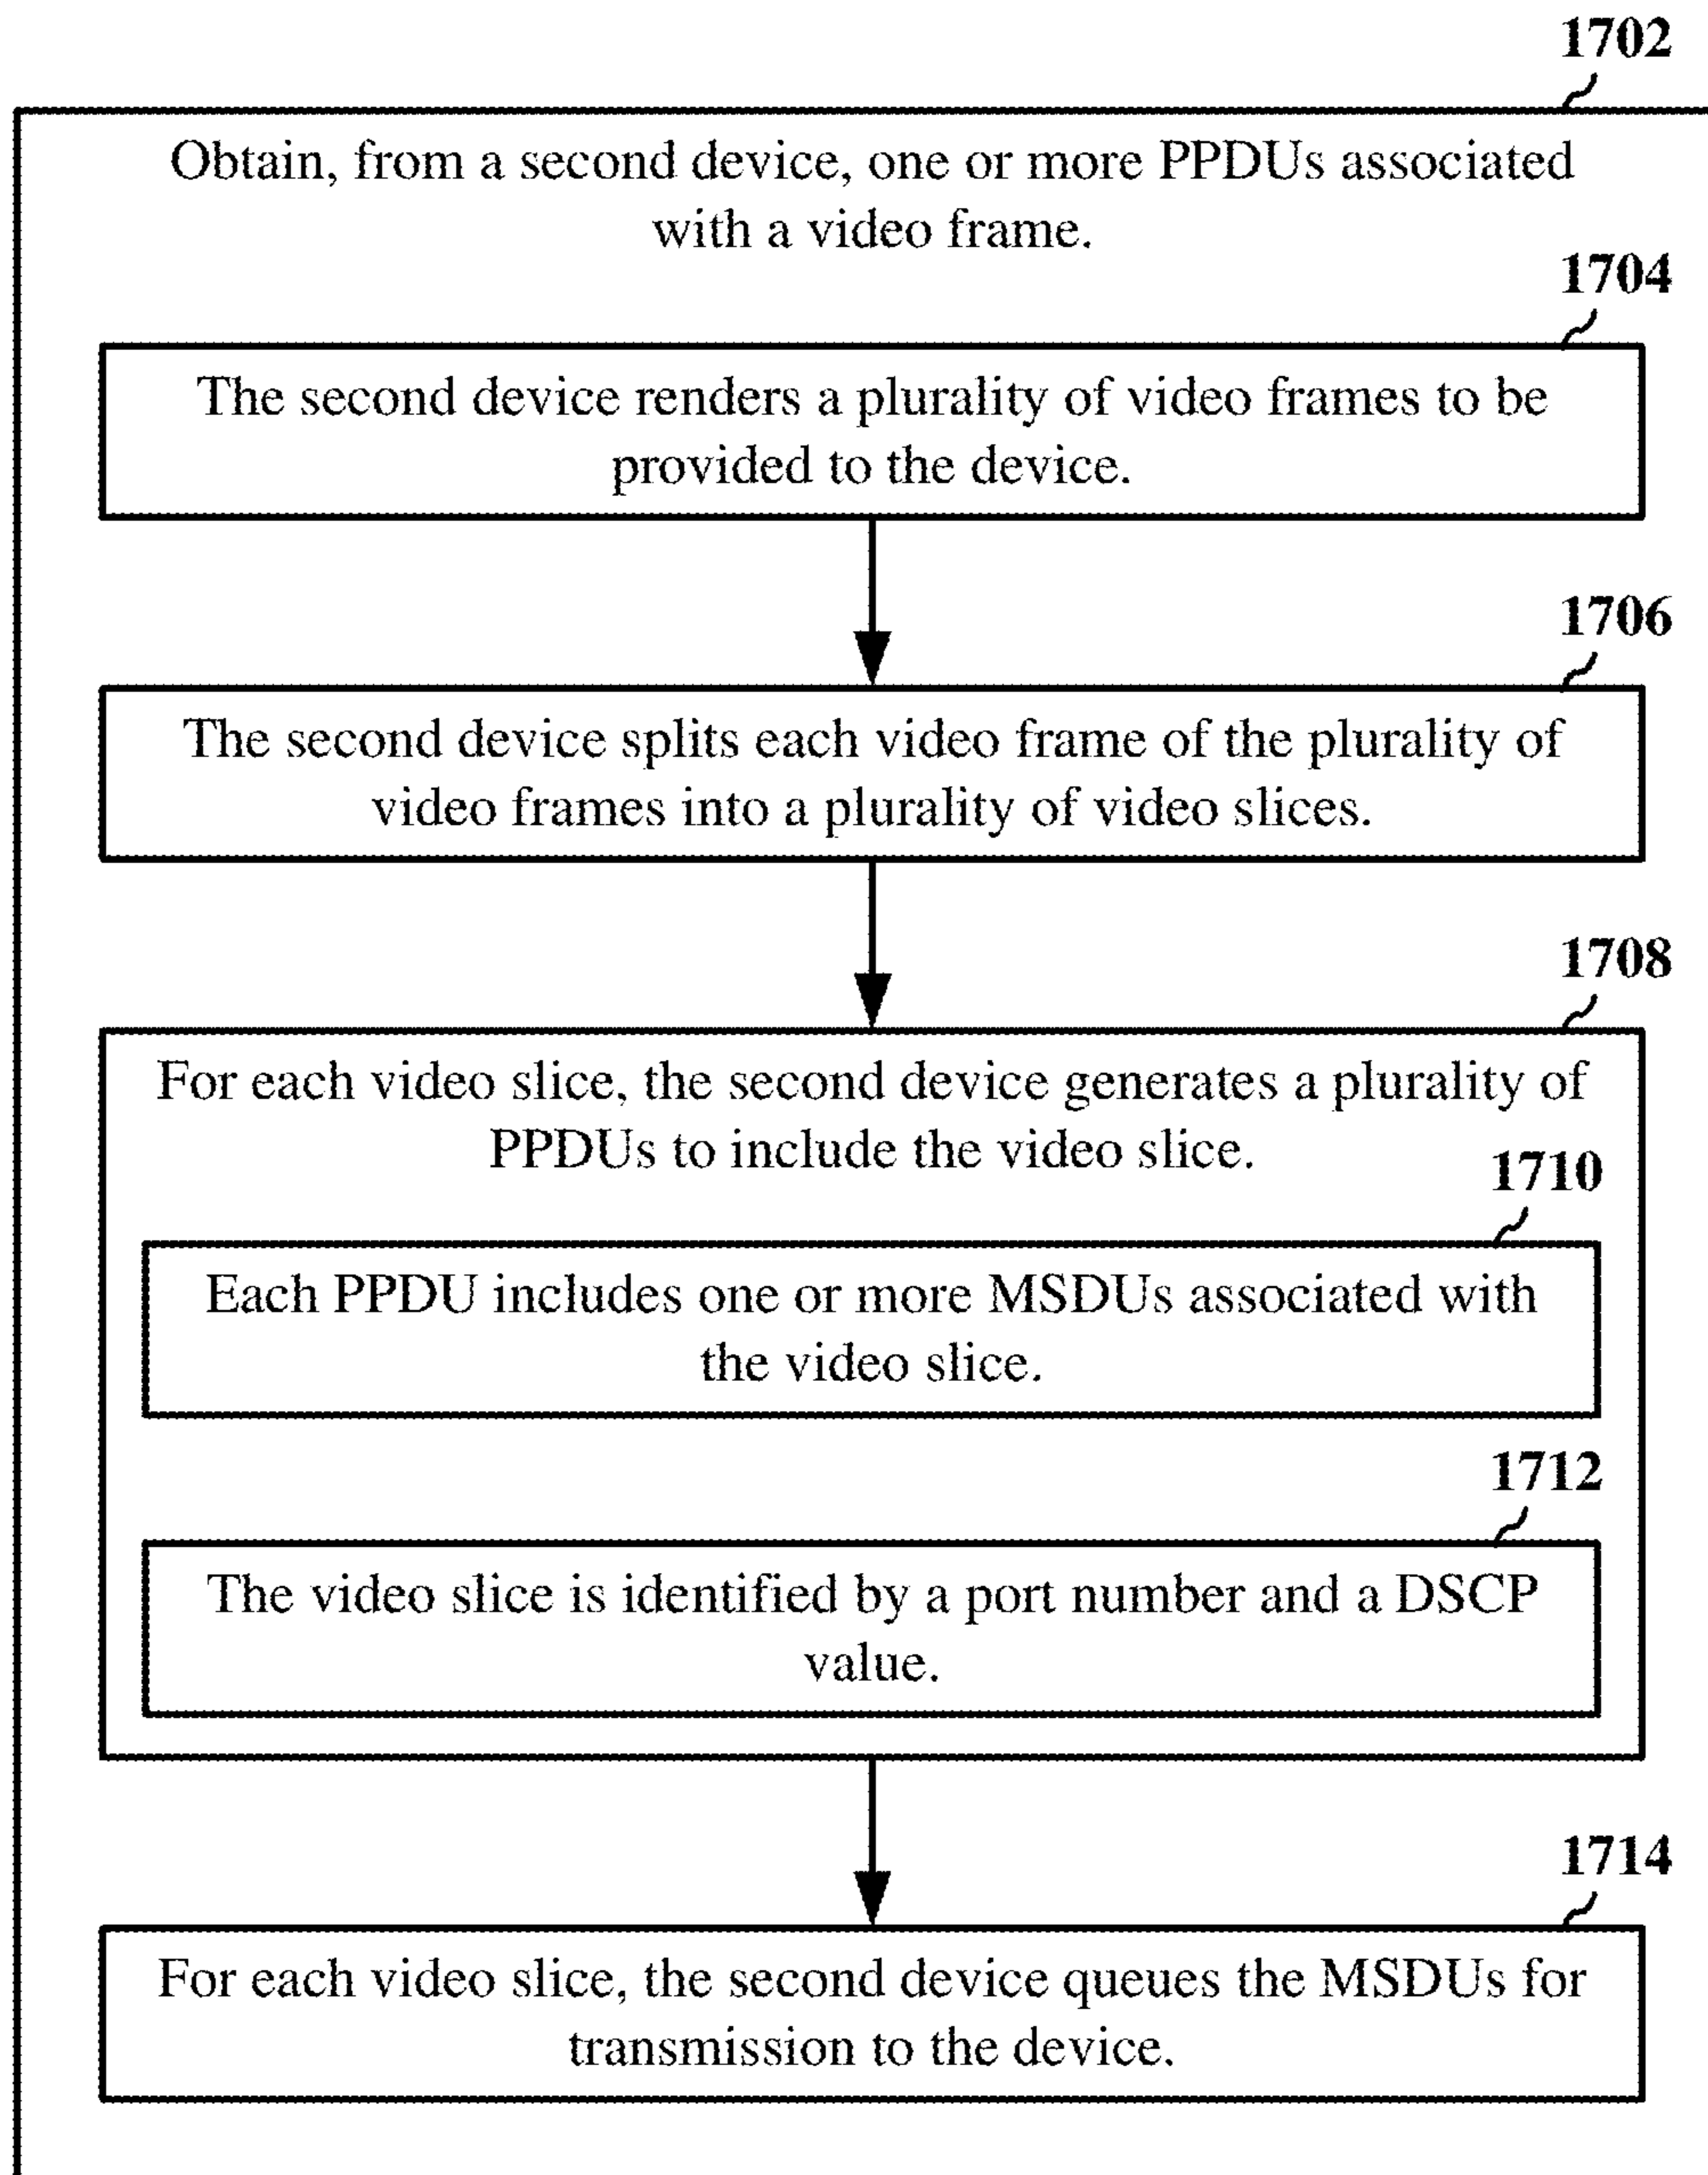 1702
Obtain, from a second device, one or more PPDUs associated
with a video frame.
1704
The second device renders a plurality of video frames to be
provided to the device.
1706
The second device splits each video frame of the plurality of
video frames into a plurality of video slices.
1708
For each video slice, the second device generates a plurality of
PPDUs to include the video slice.
1710
Each PPDU includes one or more MSDUs associated with
the video slice.
1712
The video slice is identified by a port number and a DSCP
value.
1714
For each video slice, the second device queues the MSDUs for
transmission to the device.